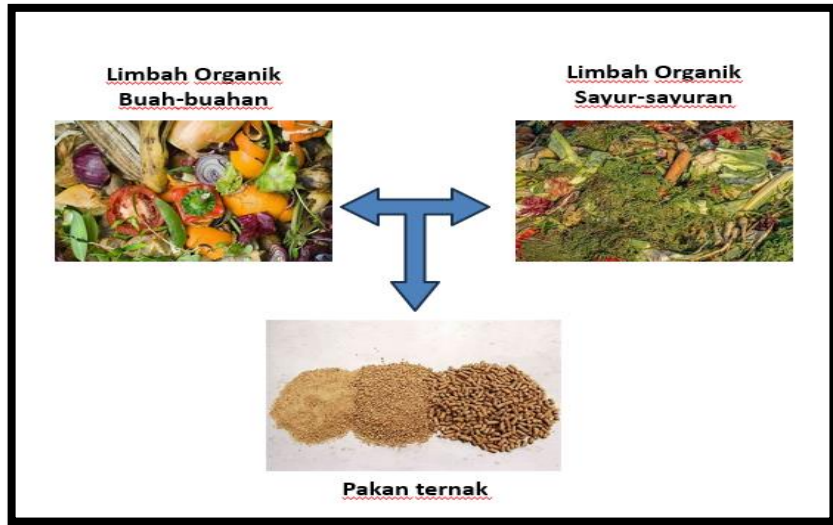 Limbah Organik
Buah-buahan
Limbah Organik
Sayur-sayuran
Pakan ternak